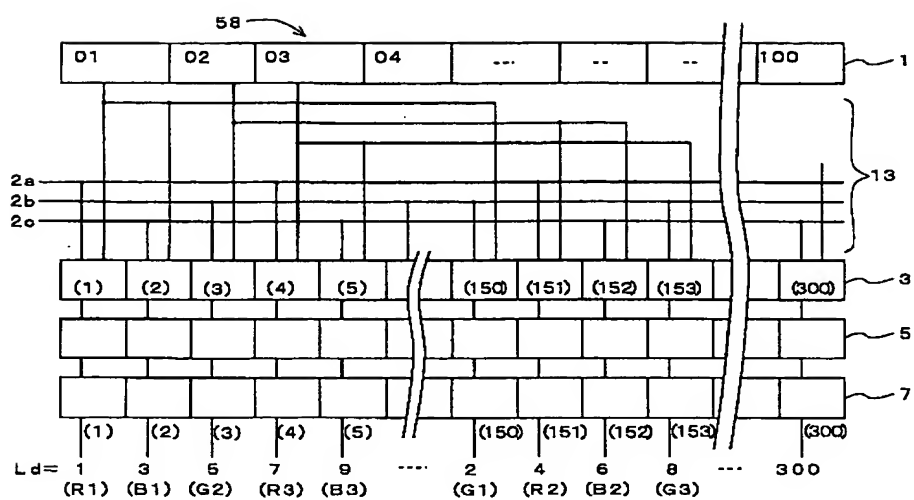 58
01 02 03 04 --- -- -- 100 1
13
2a
2b
2c
(1) (2) (3) (4) (5) (150) (151) (152) (153) (300) 3
5
7
(1) (2) (3) (4) (5) (150) (151) (152) (153) (300)
Ld= 1 3 5 7 9 ---- 2 4 6 8 --- 300
(R1) (B1) (G2) (R3) (B3) (G1) (R2) (B2) (G3)